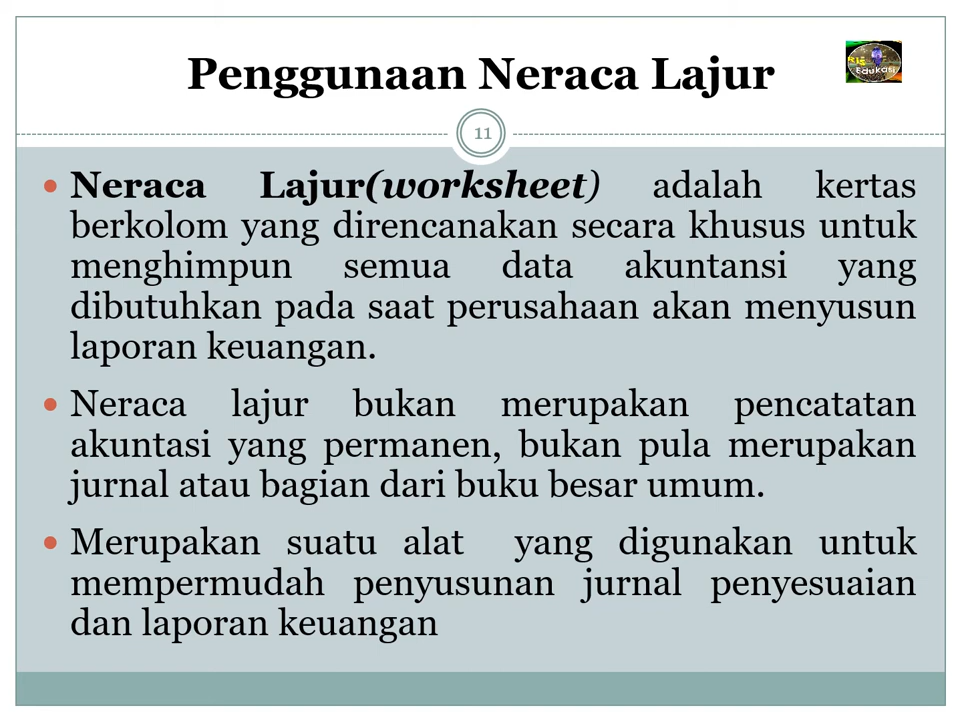 Penggunaan Neraca Lajur
RIE
Edukasi
11
• Neraca Lajur(worksheet) adalah kertas
berkolom yang direncanakan secara khusus untuk
menghimpun semua data akuntansi yang
dibutuhkan pada saat perusahaan akan menyusun
laporan keuangan.
• Neraca lajur bukan merupakan pencatatan
akuntasi yang permanen, bukan pula merupakan
jurnal atau bagian dari buku besar umum.
• Merupakan suatu alat yang digunakan untuk
mempermudah penyusunan jurnal penyesuaian
dan laporan keuangan